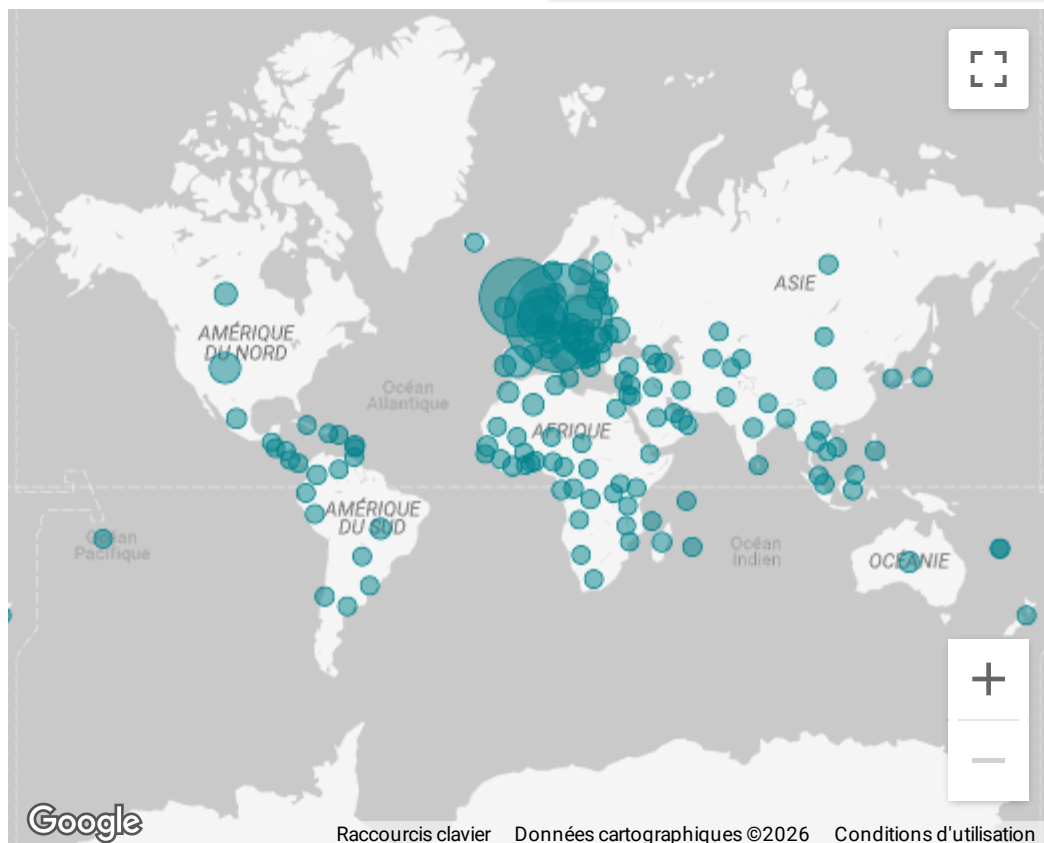 ASIE
AMÉRIQUE
DU NORD
Océan
Atlantique
AFRIQUE
AMÉRIQUE
DU SUD
Océan
Pacifique
Océan
Indien
OCÉANIE
Google
Raccourcis clavier Données cartographiques ©2026 Conditions d'utilisation